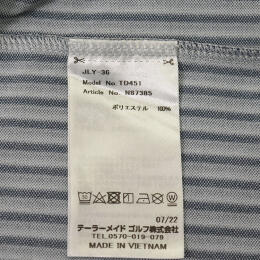 JLY-36
Model No. TD451
Article No. N87385
ポリエステル 100%
07/22
テーラーメイド ゴルフ株式会社
TEL.0570-019-079
MADE IN VIETNAM